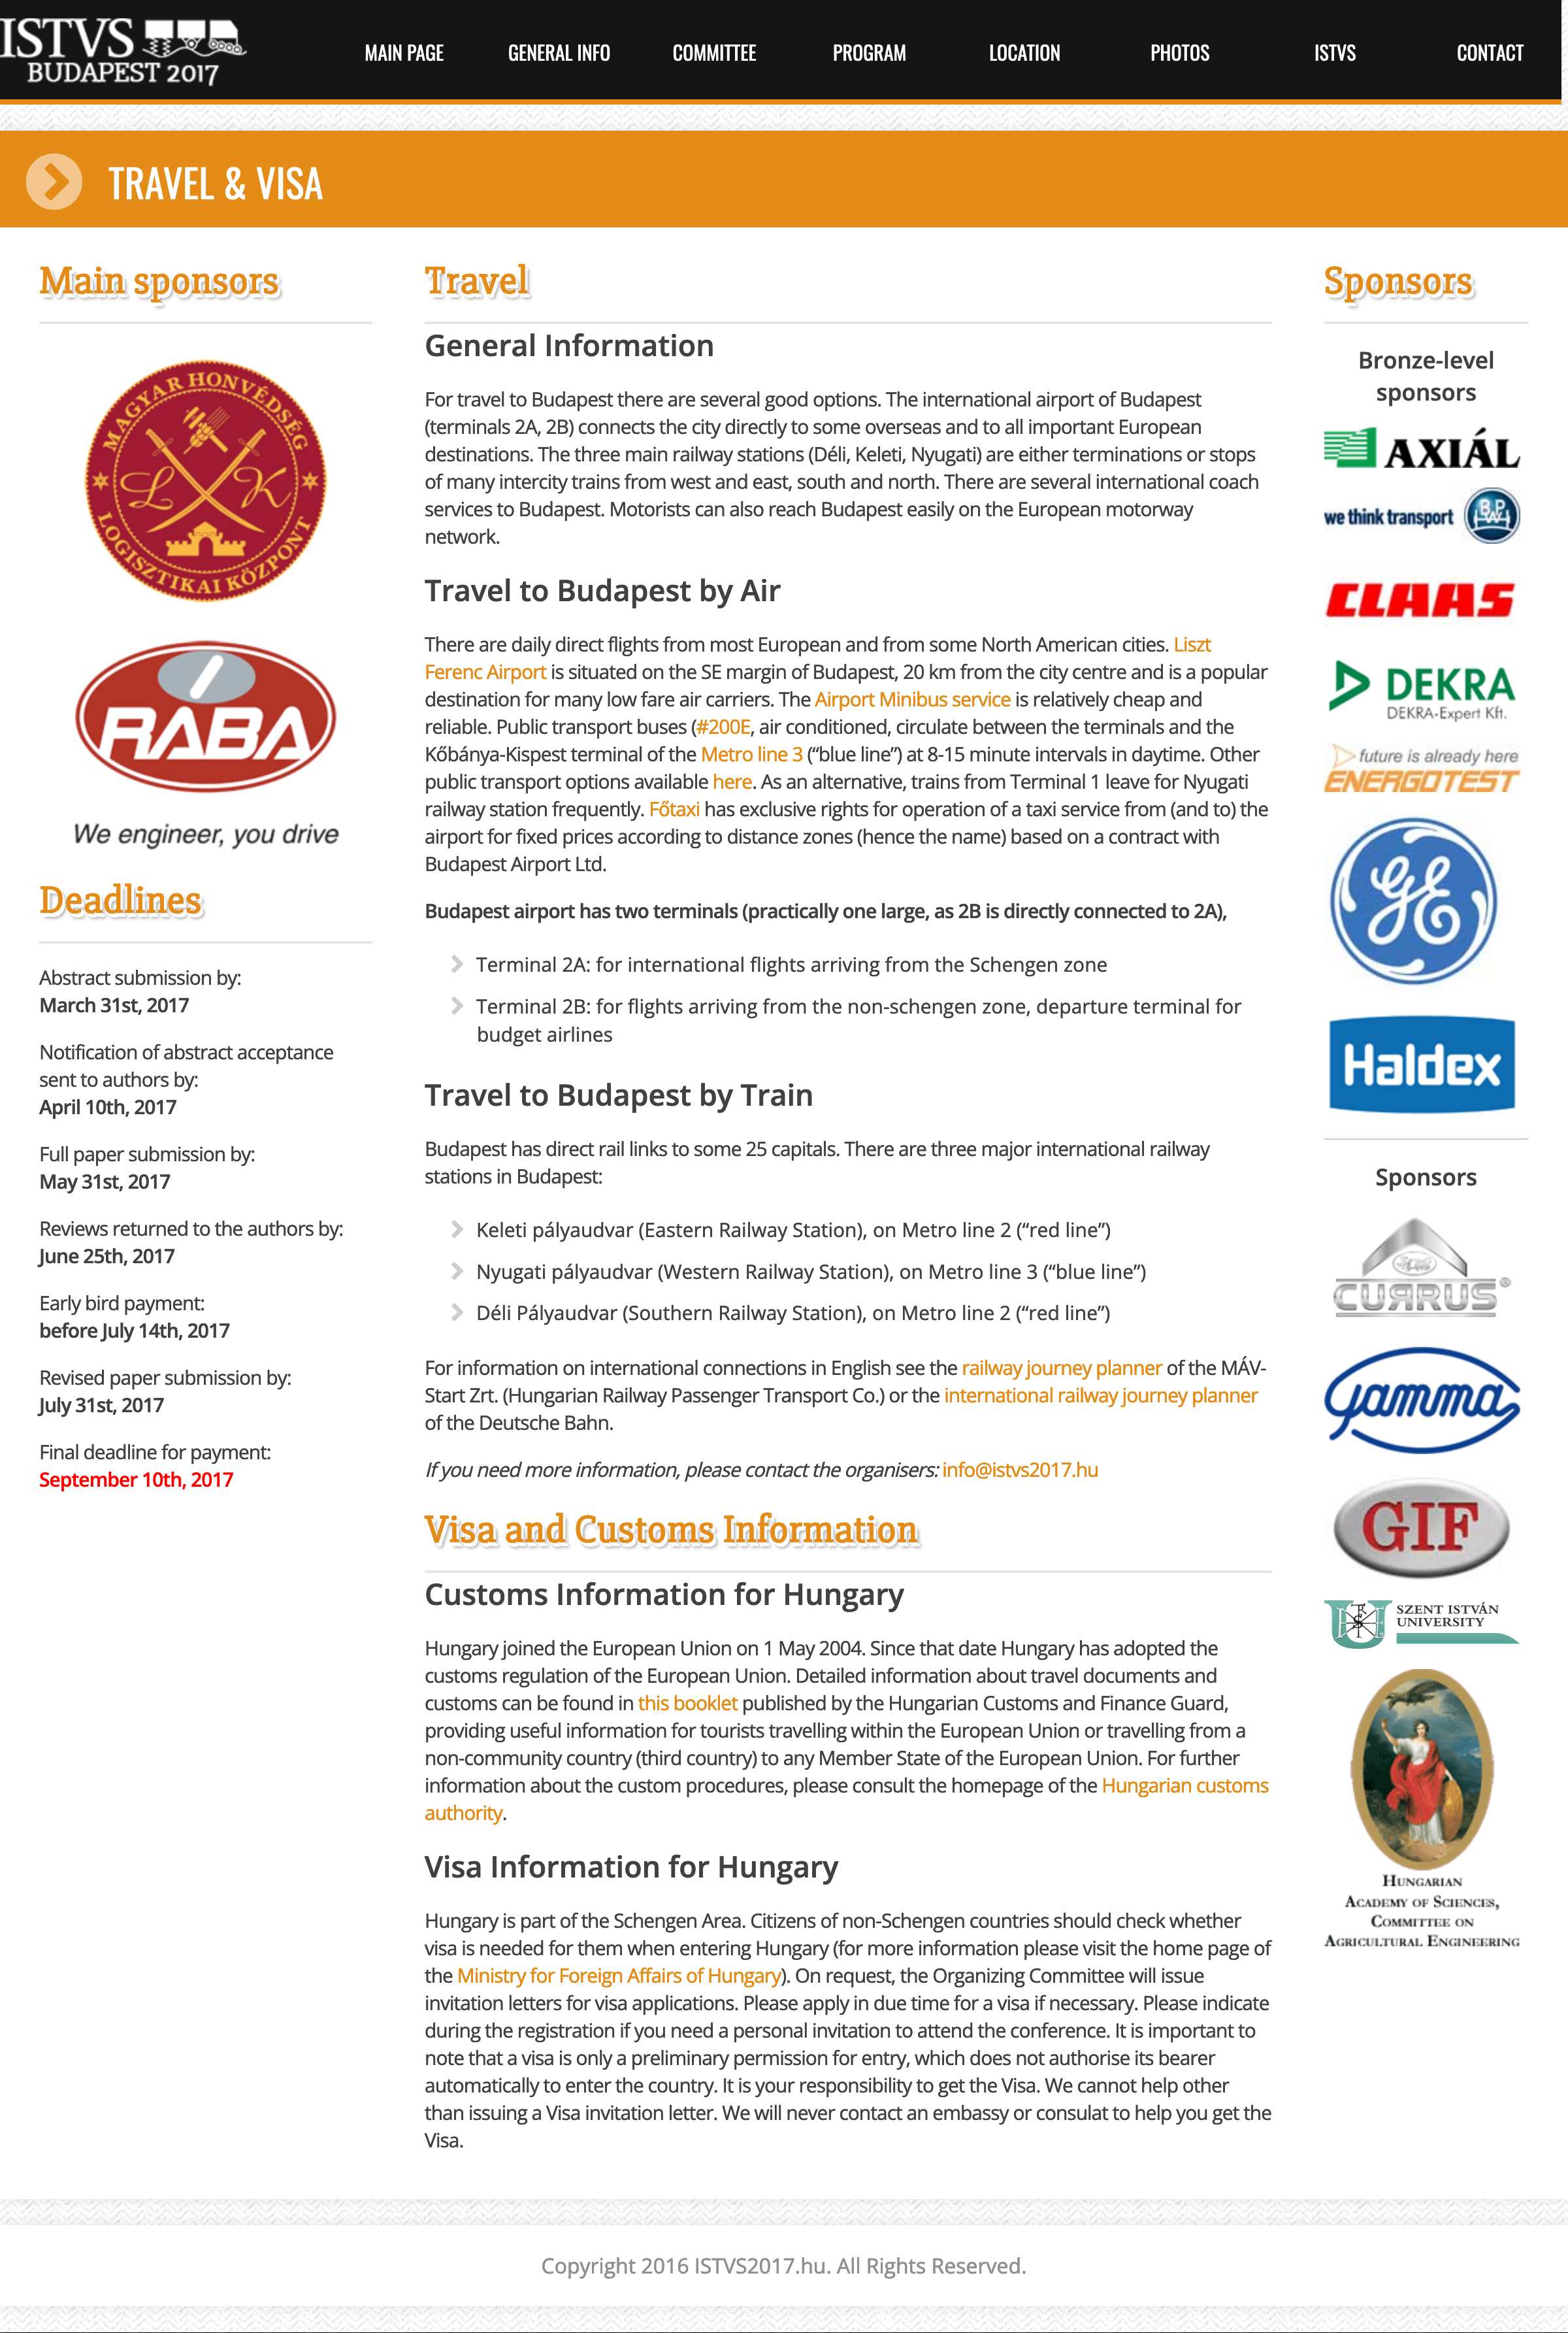 ISTVS
BUDAPEST 2017
MAIN PAGE
GENERAL INFO
COMMITTEE
PROGRAM
LOCATION
PHOTOS
ISTVS
CONTACT
TRAVEL & VISA
Main sponsors
MAGYAR HONVÉDSÉG
L K
LOGISZTIKAI KÖZPONT
RABA
We engineer, you drive
Deadlines
Abstract submission by:
March 31st, 2017
Notification of abstract acceptance
sent to authors by:
April 10th, 2017
Full paper submission by:
May 31st, 2017
Reviews returned to the authors by:
June 25th, 2017
Early bird payment:
before July 14th, 2017
Revised paper submission by:
July 31st, 2017
Final deadline for payment:
September 10th, 2017
Travel
General Information
For travel to Budapest there are several good options. The international airport of Budapest
(terminals 2A, 2B) connects the city directly to some overseas and to all important European
destinations. The three main railway stations (Déli, Keleti, Nyugati) are either terminations or stops
of many intercity trains from west and east, south and north. There are several international coach
services to Budapest. Motorists can also reach Budapest easily on the European motorway
network.
Travel to Budapest by Air
There are daily direct flights from most European and from some North American cities. Liszt
Ferenc Airport is situated on the SE margin of Budapest, 20 km from the city centre and is a popular
destination for many low fare air carriers. The Airport Minibus service is relatively cheap and
reliable. Public transport buses (#200E, air conditioned, circulate between the terminals and the
Kőbánya-Kispest terminal of the Metro line 3 (“blue line”) at 8-15 minute intervals in daytime. Other
public transport options available here. As an alternative, trains from Terminal 1 leave for Nyugati
railway station frequently. Főtaxi has exclusive rights for operation of a taxi service from (and to) the
airport for fixed prices according to distance zones (hence the name) based on a contract with
Budapest Airport Ltd.
Budapest airport has two terminals (practically one large, as 2B is directly connected to 2A),
Terminal 2A: for international flights arriving from the Schengen zone
Terminal 2B: for flights arriving from the non-schengen zone, departure terminal for
budget airlines
Travel to Budapest by Train
Budapest has direct rail links to some 25 capitals. There are three major international railway
stations in Budapest:
Keleti pályaudvar (Eastern Railway Station), on Metro line 2 (“red line”)
Nyugati pályaudvar (Western Railway Station), on Metro line 3 (“blue line”)
Déli Pályaudvar (Southern Railway Station), on Metro line 2 (“red line”)
For information on international connections in English see the railway journey planner of the MÁV-
Start Zrt. (Hungarian Railway Passenger Transport Co.) or the international railway journey planner
of the Deutsche Bahn.
If you need more information, please contact the organisers: info@istvs2017.hu
Visa and Customs Information
Customs Information for Hungary
Hungary joined the European Union on 1 May 2004. Since that date Hungary has adopted the
customs regulation of the European Union. Detailed information about travel documents and
customs can be found in this booklet published by the Hungarian Customs and Finance Guard,
providing useful information for tourists travelling within the European Union or travelling from a
non-community country (third country) to any Member State of the European Union. For further
information about the custom procedures, please consult the homepage of the Hungarian customs
authority.
Visa Information for Hungary
Hungary is part of the Schengen Area. Citizens of non-Schengen countries should check whether
visa is needed for them when entering Hungary (for more information please visit the home page of
the Ministry for Foreign Affairs of Hungary). On request, the Organizing Committee will issue
invitation letters for visa applications. Please apply in due time for a visa if necessary. Please indicate
during the registration if you need a personal invitation to attend the conference. It is important to
note that a visa is only a preliminary permission for entry, which does not authorise its bearer
automatically to enter the country. It is your responsibility to get the Visa. We cannot help other
than issuing a Visa invitation letter. We will never contact an embassy or consulat to help you get the
Visa.
Sponsors
Bronze-level
sponsors
AXIÁL
we think transport BPW
CLAAS
DEKRA
DEKRA-Expert Kft.
future is already here
ENERGOTEST
GE
Haldex
Sponsors
CURRUS®
Gamma
GIF
SZENT ISTVÁN
UNIVERSITY
HUNGARIAN
ACADEMY OF SCIENCES,
COMMITTEE ON
AGRICULTURAL ENGINEERING
Copyright 2016 ISTVS2017.hu. All Rights Reserved.